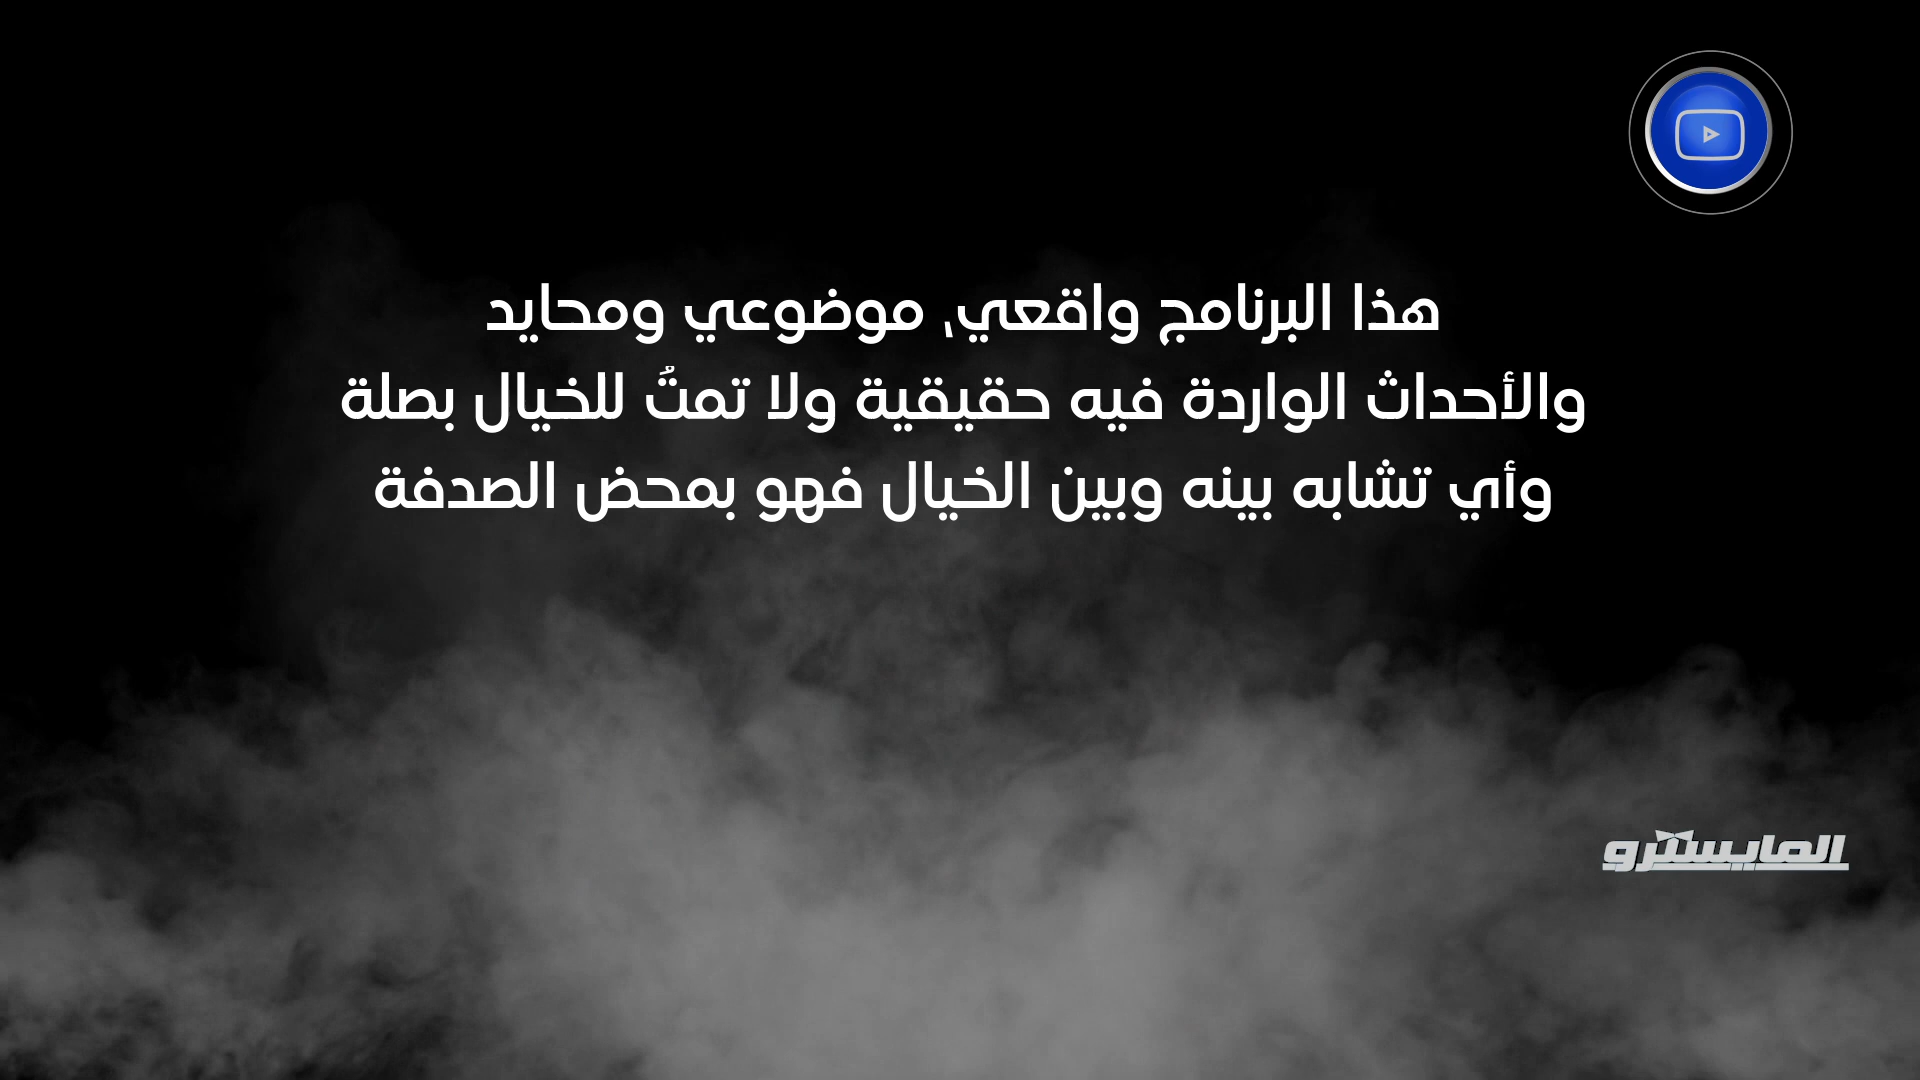 هذا البرنامج واقعي, موضوعي ومحايد
والأحداث الواردة فيه حقيقية ولا تمتُ للخيال بصلة
وأي تشابه بينه وبين الخيال فهو بمحض الصدفة
المايسترو